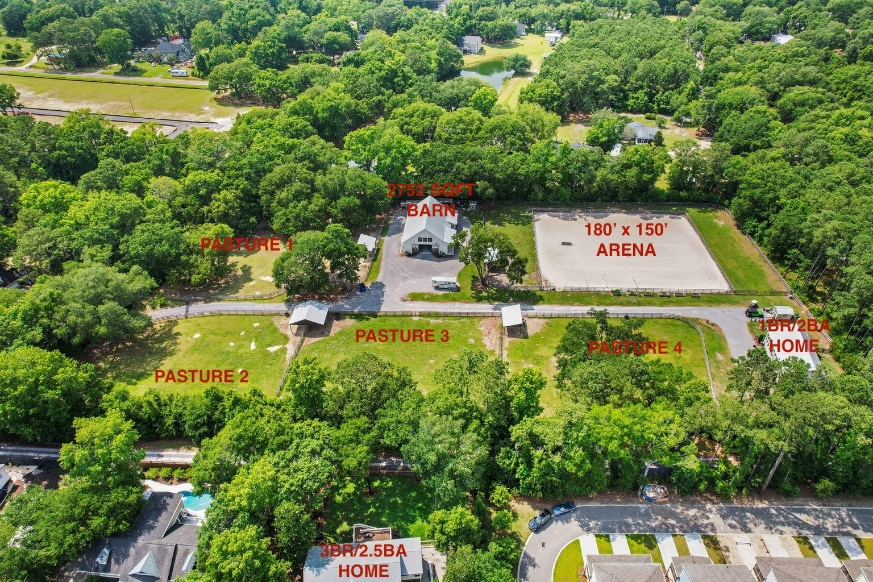 2752 SQFT
BARN
PASTURE 1
180' x 150'
ARENA
PASTURE 3
PASTURE 4
1BR/2BA
HOME
PASTURE 2
3BR/2.5BA
HOME